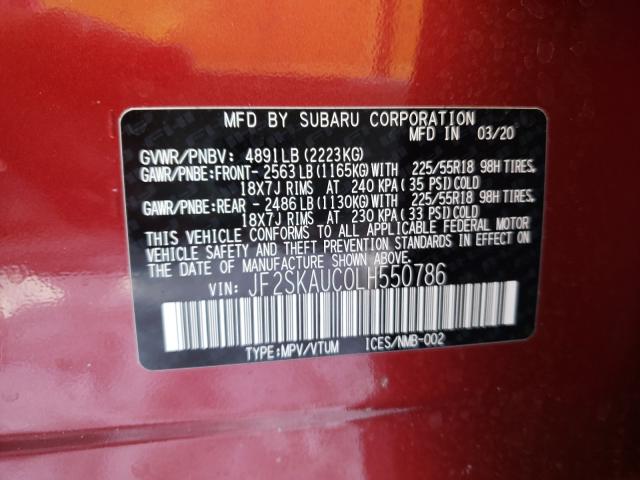 MFD BY SUBARU CORPORATION
MFD IN 03/20
GVWR/PNBV: 4891LB (2223KG)
GAWR/PNBE:FRONT- 2563LB (1165KG)WITH 225/55R18 98H TIRES,
18X7J RIMS AT 240 KPA ( 35 PSI)COLD
GAWR/PNBE:REAR - 2486LB (1130KG)WITH 225/55R18 98H TIRES,
18X7J RIMS AT 230 KPA ( 33 PSI)COLD
THIS VEHICLE CONFORMS TO ALL APPLICABLE FEDERAL MOTOR
VEHICLE SAFETY AND THEFT PREVENTION STANDARDS IN EFFECT ON
THE DATE OF MANUFACTURE SHOWN ABOVE.
VIN: JF2SKAUC0LH550786
TYPE:MPV/VTUM ICES/NMB-002